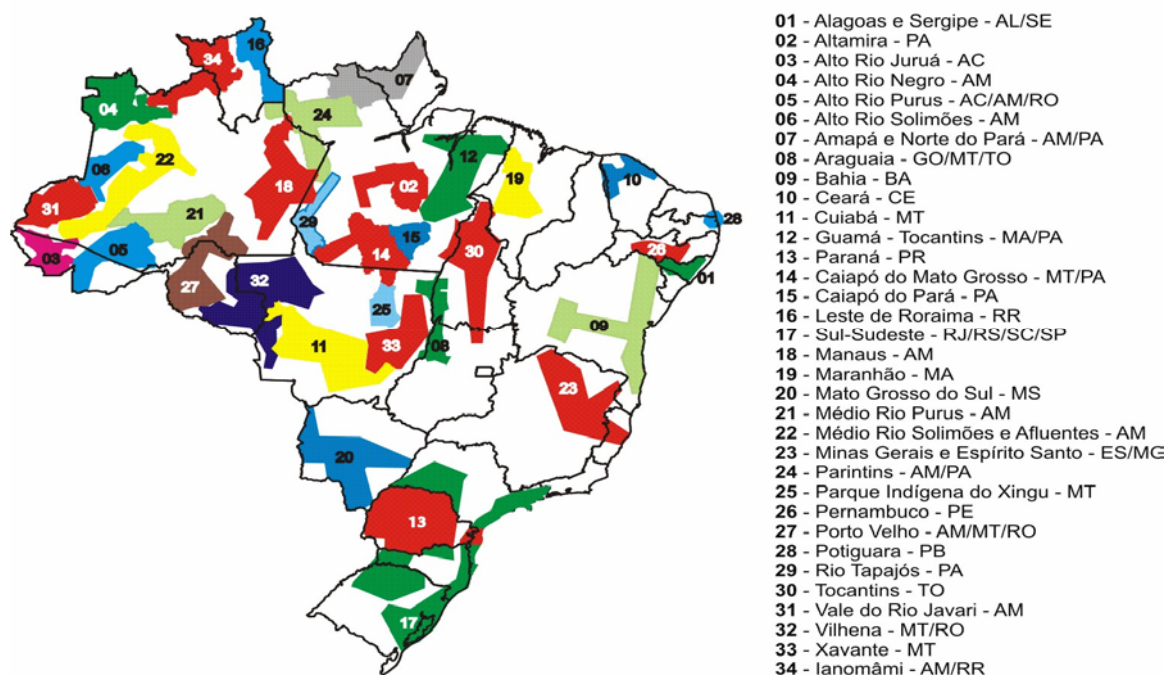 34
16
07
04
24
12
22
06
02
10
19
18
31
28
21
29
15
05
14
30
26
03
01
32
27
25
09
11
33
08
23
20
13
17
01 - Alagoas e Sergipe - AL/SE
02 - Altamira - PA
03 - Alto Rio Juruá - AC
04 - Alto Rio Negro - AM
05 - Alto Rio Purus - AC/AM/RO
06 - Alto Rio Solimões - AM
07 - Amapá e Norte do Pará - AM/PA
08 - Araguaia - GO/MT/TO
09 - Bahia - BA
10 - Ceará - CE
11 - Cuiabá - MT
12 - Guamá - Tocantins - MA/PA
13 - Paraná - PR
14 - Caiapó do Mato Grosso - MT/PA
15 - Caiapó do Pará - PA
16 - Leste de Roraima - RR
17 - Sul-Sudeste - RJ/RS/SC/SP
18 - Manaus - AM
19 - Maranhão - MA
20 - Mato Grosso do Sul - MS
21 - Médio Rio Purus - AM
22 - Médio Rio Solimões e Afluentes - AM
23 - Minas Gerais e Espírito Santo - ES/MG
24 - Parintins - AM/PA
25 - Parque Indígena do Xingu - MT
26 - Pernambuco - PE
27 - Porto Velho - AM/MT/RO
28 - Potiguara - PB
29 - Rio Tapajós - PA
30 - Tocantins - TO
31 - Vale do Rio Javari - AM
32 - Vilhena - MT/RO
33 - Xavante - MT
34 - Ianomâmi - AM/RR